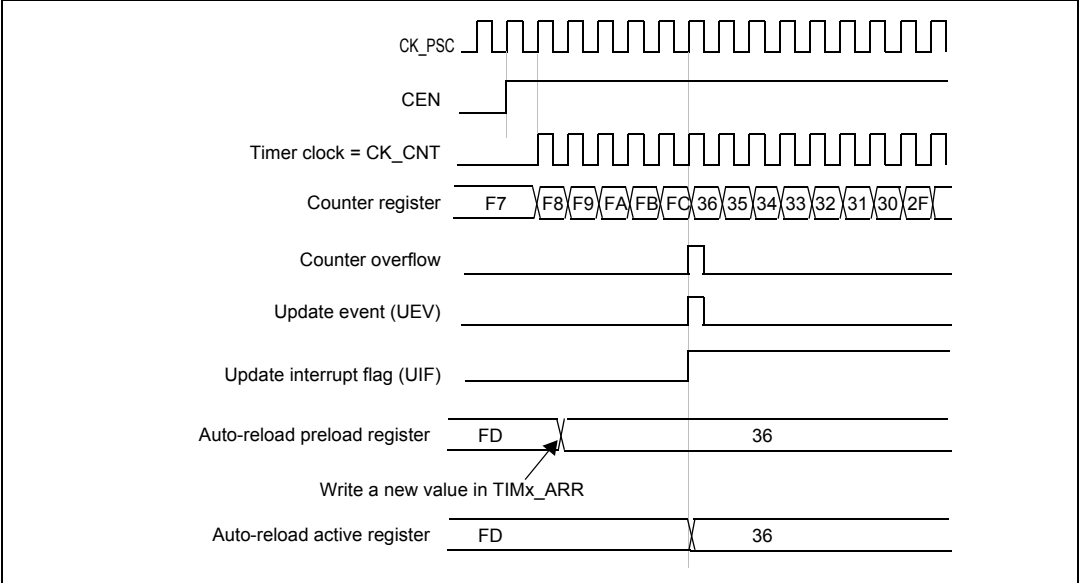 CK_PSC
CEN
Timer clock = CK_CNT
Counter register F7 F8 F9 FA FB FC 36 35 34 33 32 31 30 2F
Counter overflow
Update event (UEV)
Update interrupt flag (UIF)
Auto-reload preload register FD 36
Write a new value in TIMx_ARR
Auto-reload active register FD 36